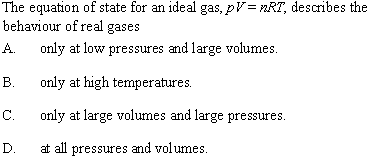 The equation of state for an ideal gas, pV = nRT, describes the
behaviour of real gases
A. only at low pressures and large volumes.
B. only at high temperatures.
C. only at large volumes and large pressures.
D. at all pressures and volumes.